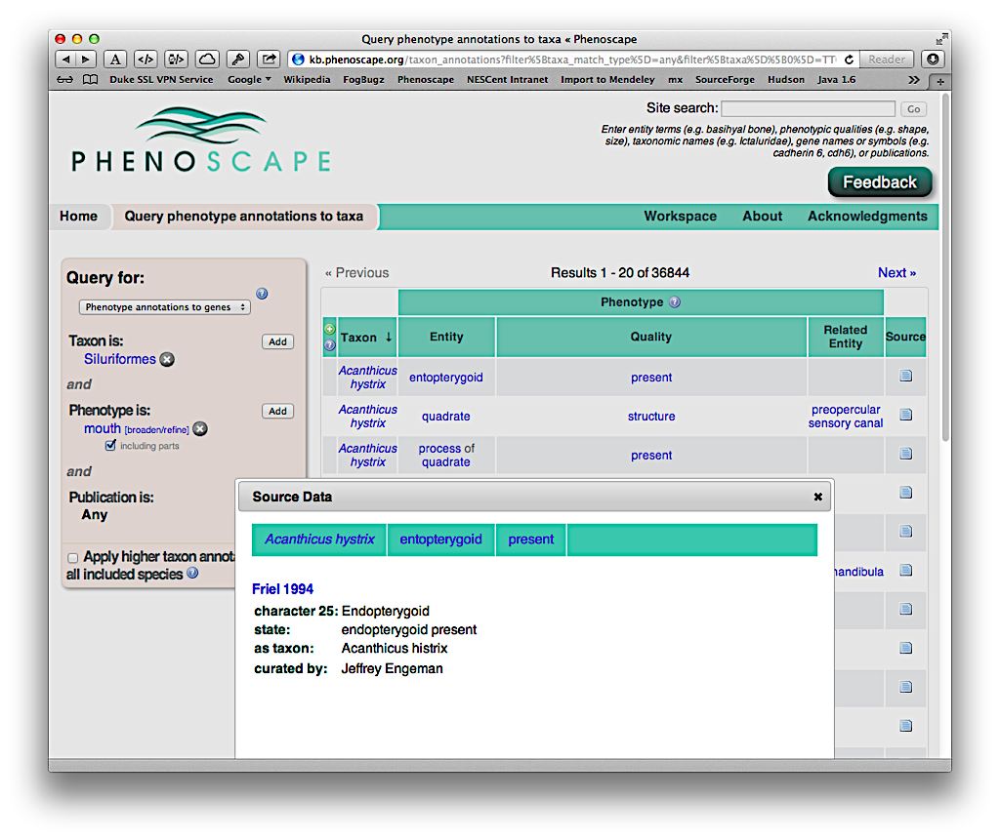 Query phenotype annotations to taxa « Phenoscape
A
kb.phenoscape.org/taxon_annotations?filter%5Btaxa_match_type%5D=any&filter%5Btaxa%5D%5B0%5D=TT
Reader
Duke SSL VPN Service Google ▾ Wikipedia FogBugz Phenoscape NESCent Intranet Import to Mendeley mx SourceForge Hudson Java 1.6 »
PHENOSCAPE
Site search: Go
Enter entity terms (e.g. basihyal bone), phenotypic qualities (e.g. shape,
size), taxonomic names (e.g. Ictaluridae), gene names or symbols (e.g.
cadherin 6, cdh6), or publications.
Feedback
Home Query phenotype annotations to taxa Workspace About Acknowledgments
Query for:
Phenotype annotations to genes
Taxon is: Add
Siluriformes
and
Phenotype is: Add
mouth [broaden/refine]
including parts
and
Publication is:
Any
Apply higher taxon annota
all included species
« Previous Results 1 - 20 of 36844 Next »
Phenotype
Taxon ↓ Entity Quality Related Entity Source
Acanthicus hystrix entopterygoid present
Acanthicus hystrix quadrate structure preopercular sensory canal
Acanthicus hystrix process of quadrate present
mandibula
Source Data
Acanthicus hystrix entopterygoid present
Friel 1994
character 25: Endopterygoid
state: endopterygoid present
as taxon: Acanthicus histrix
curated by: Jeffrey Engeman